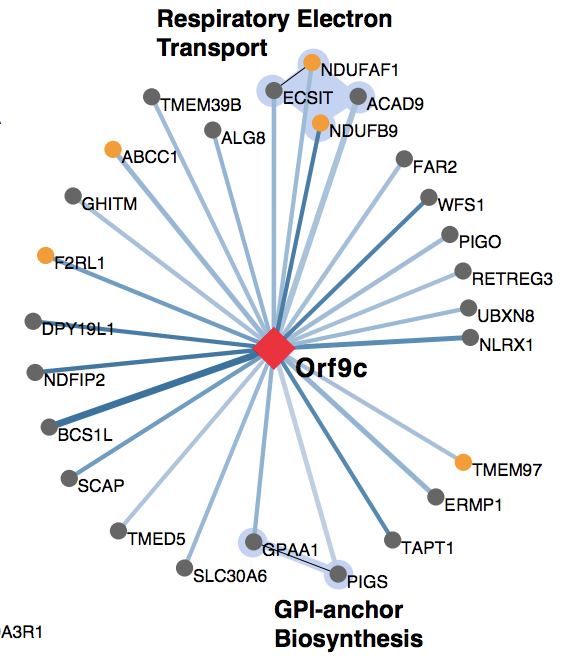 Respiratory Electron
Transport
NDUFAF1
ECSIT
ACAD9
TMEM39B
NDUFB9
ALG8
ABCC1
FAR2
GHITM
WFS1
PIGO
F2RL1
RETREG3
UBXN8
DPY19L1
NLRX1
Orf9c
NDFIP2
BCS1L
TMEM97
SCAP
ERMP1
TMED5
TAPT1
GPAA1
SLC30A6
PIGS
GPI-anchor
Biosynthesis
A3R1